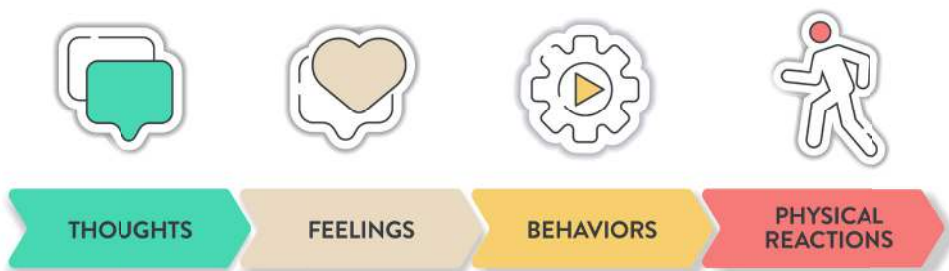 THOUGHTS
FEELINGS
BEHAVIORS
PHYSICAL
REACTIONS